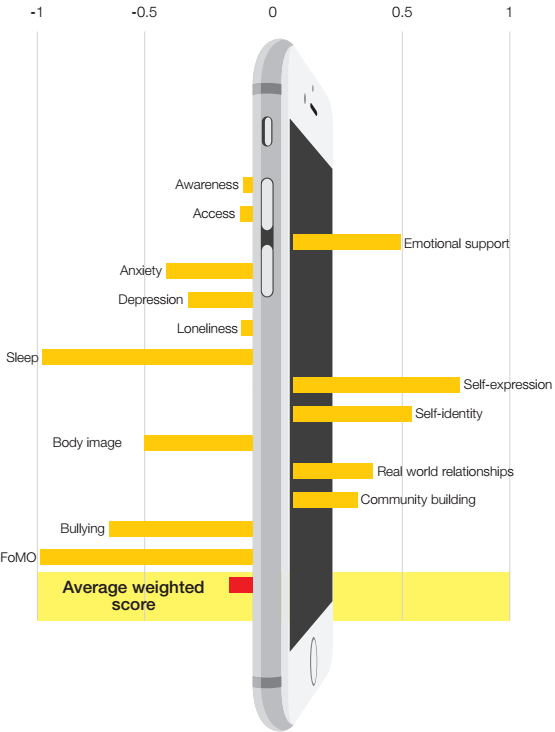 -1 -0.5 0 0.5 1
Awareness
Access
Emotional support
Anxiety
Depression
Loneliness
Sleep
Self-expression
Self-identity
Body image
Real world relationships
Community building
Bullying
FoMO
Average weighted
score